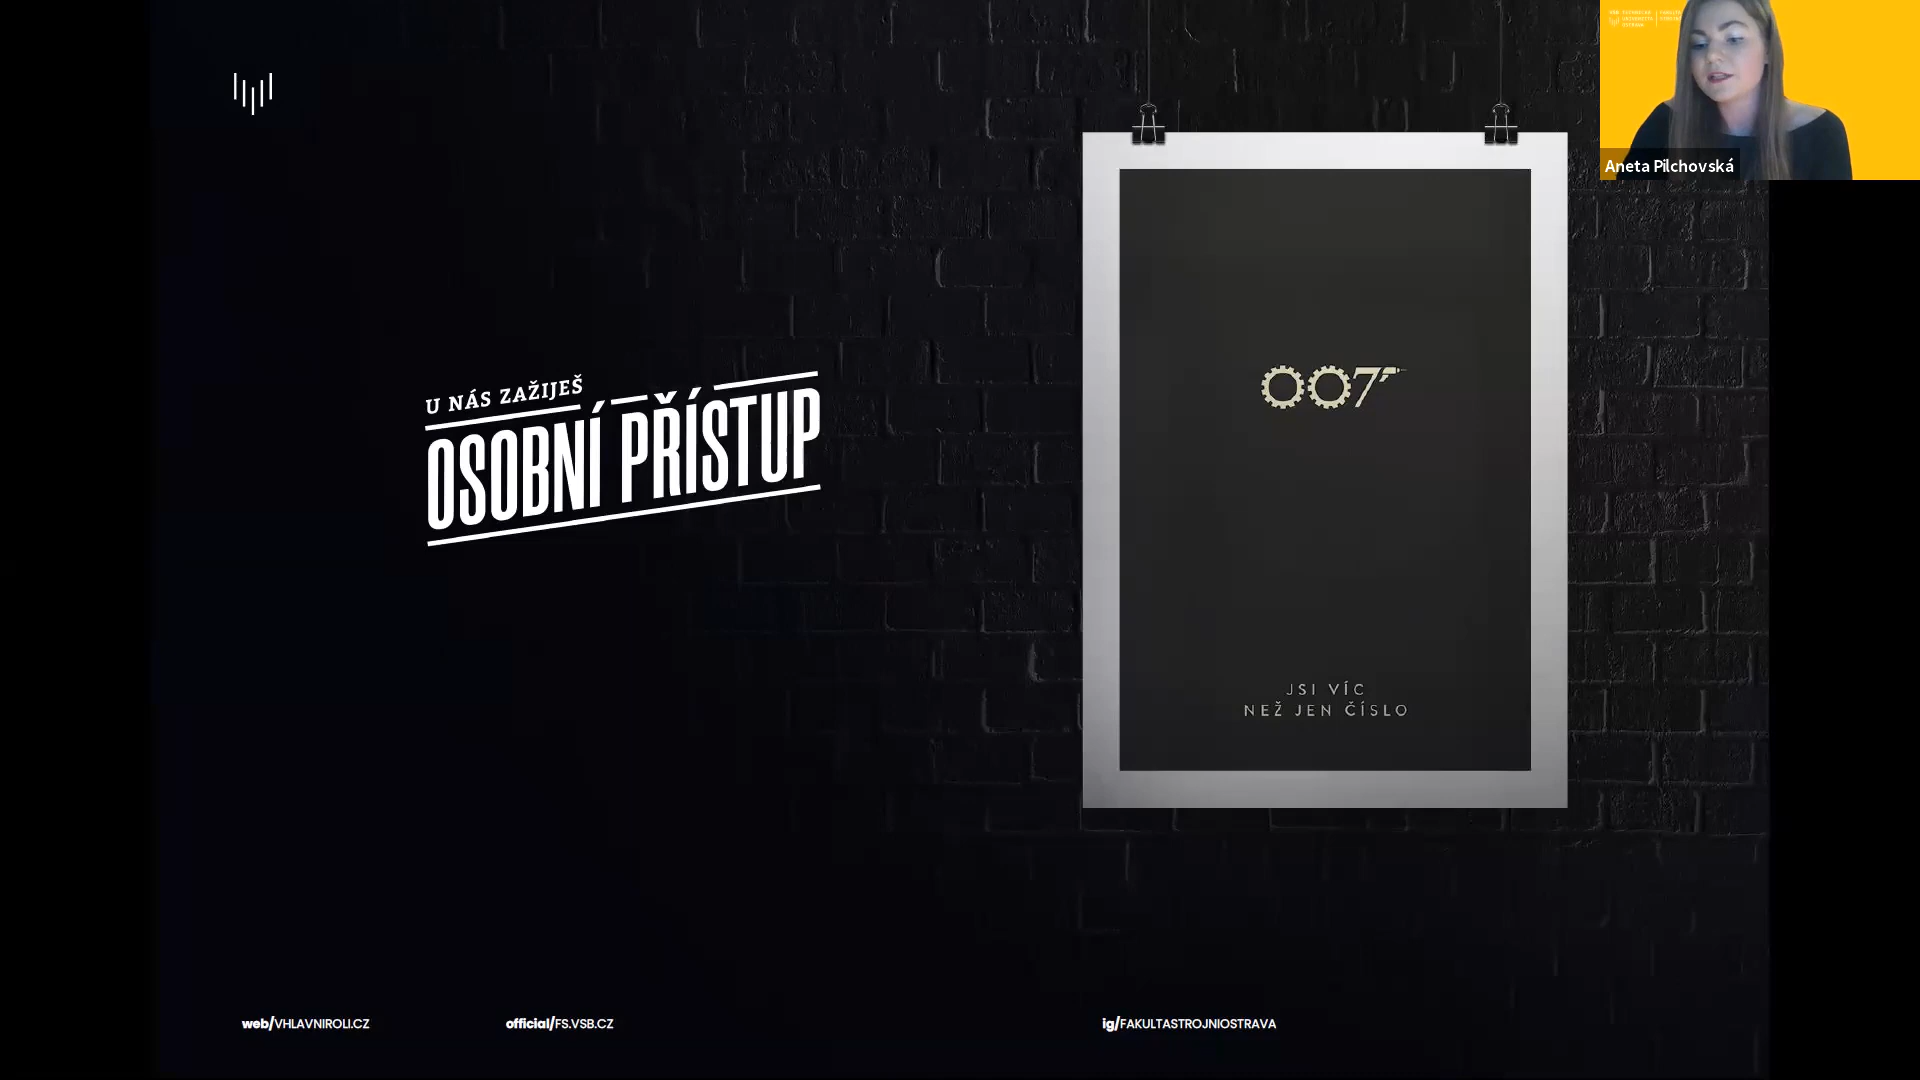 U NÁS ZAŽIJEŠ
OSOBNÍ PŘÍSTUP
007
JSI VÍC
NEŽ JEN ČÍSLO
Aneta Pilchovská
web/VHLAVNIROLI.CZ
official/FS.VSB.CZ
ig/FAKULTASTROJNIOSTRAVA